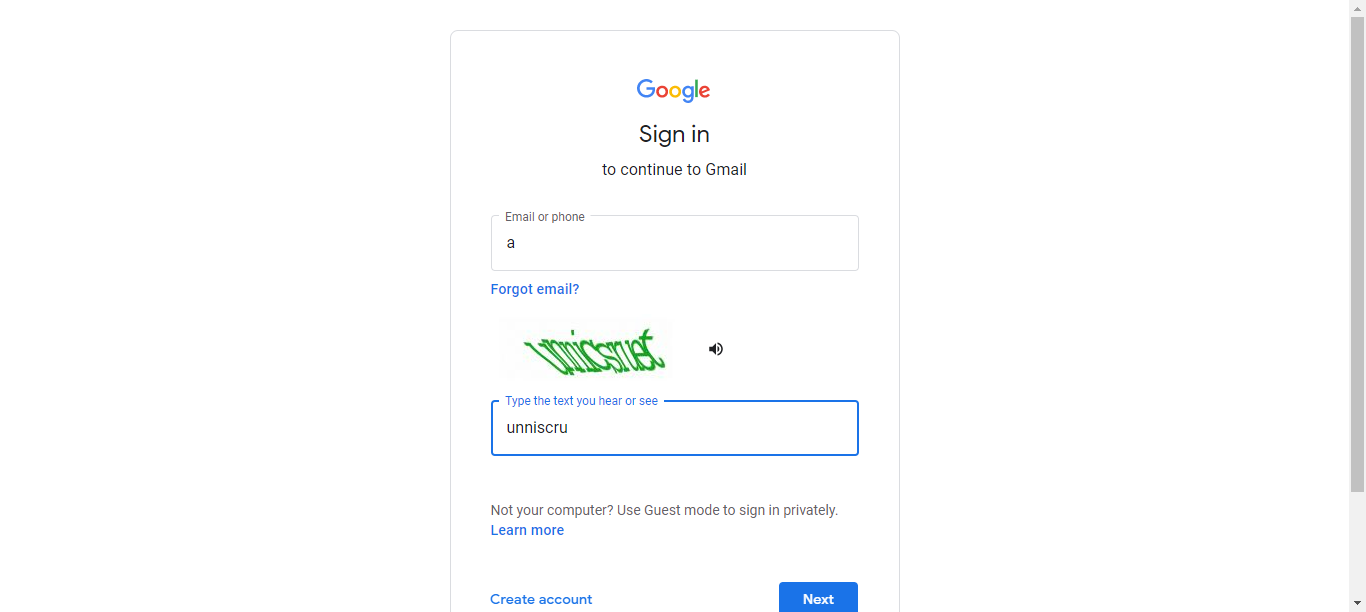 Google
Sign in
to continue to Gmail
Email or phone
a
Forgot email?
Type the text you hear or see
unniscru
Not your computer? Use Guest mode to sign in privately.
Learn more
Create account
Next